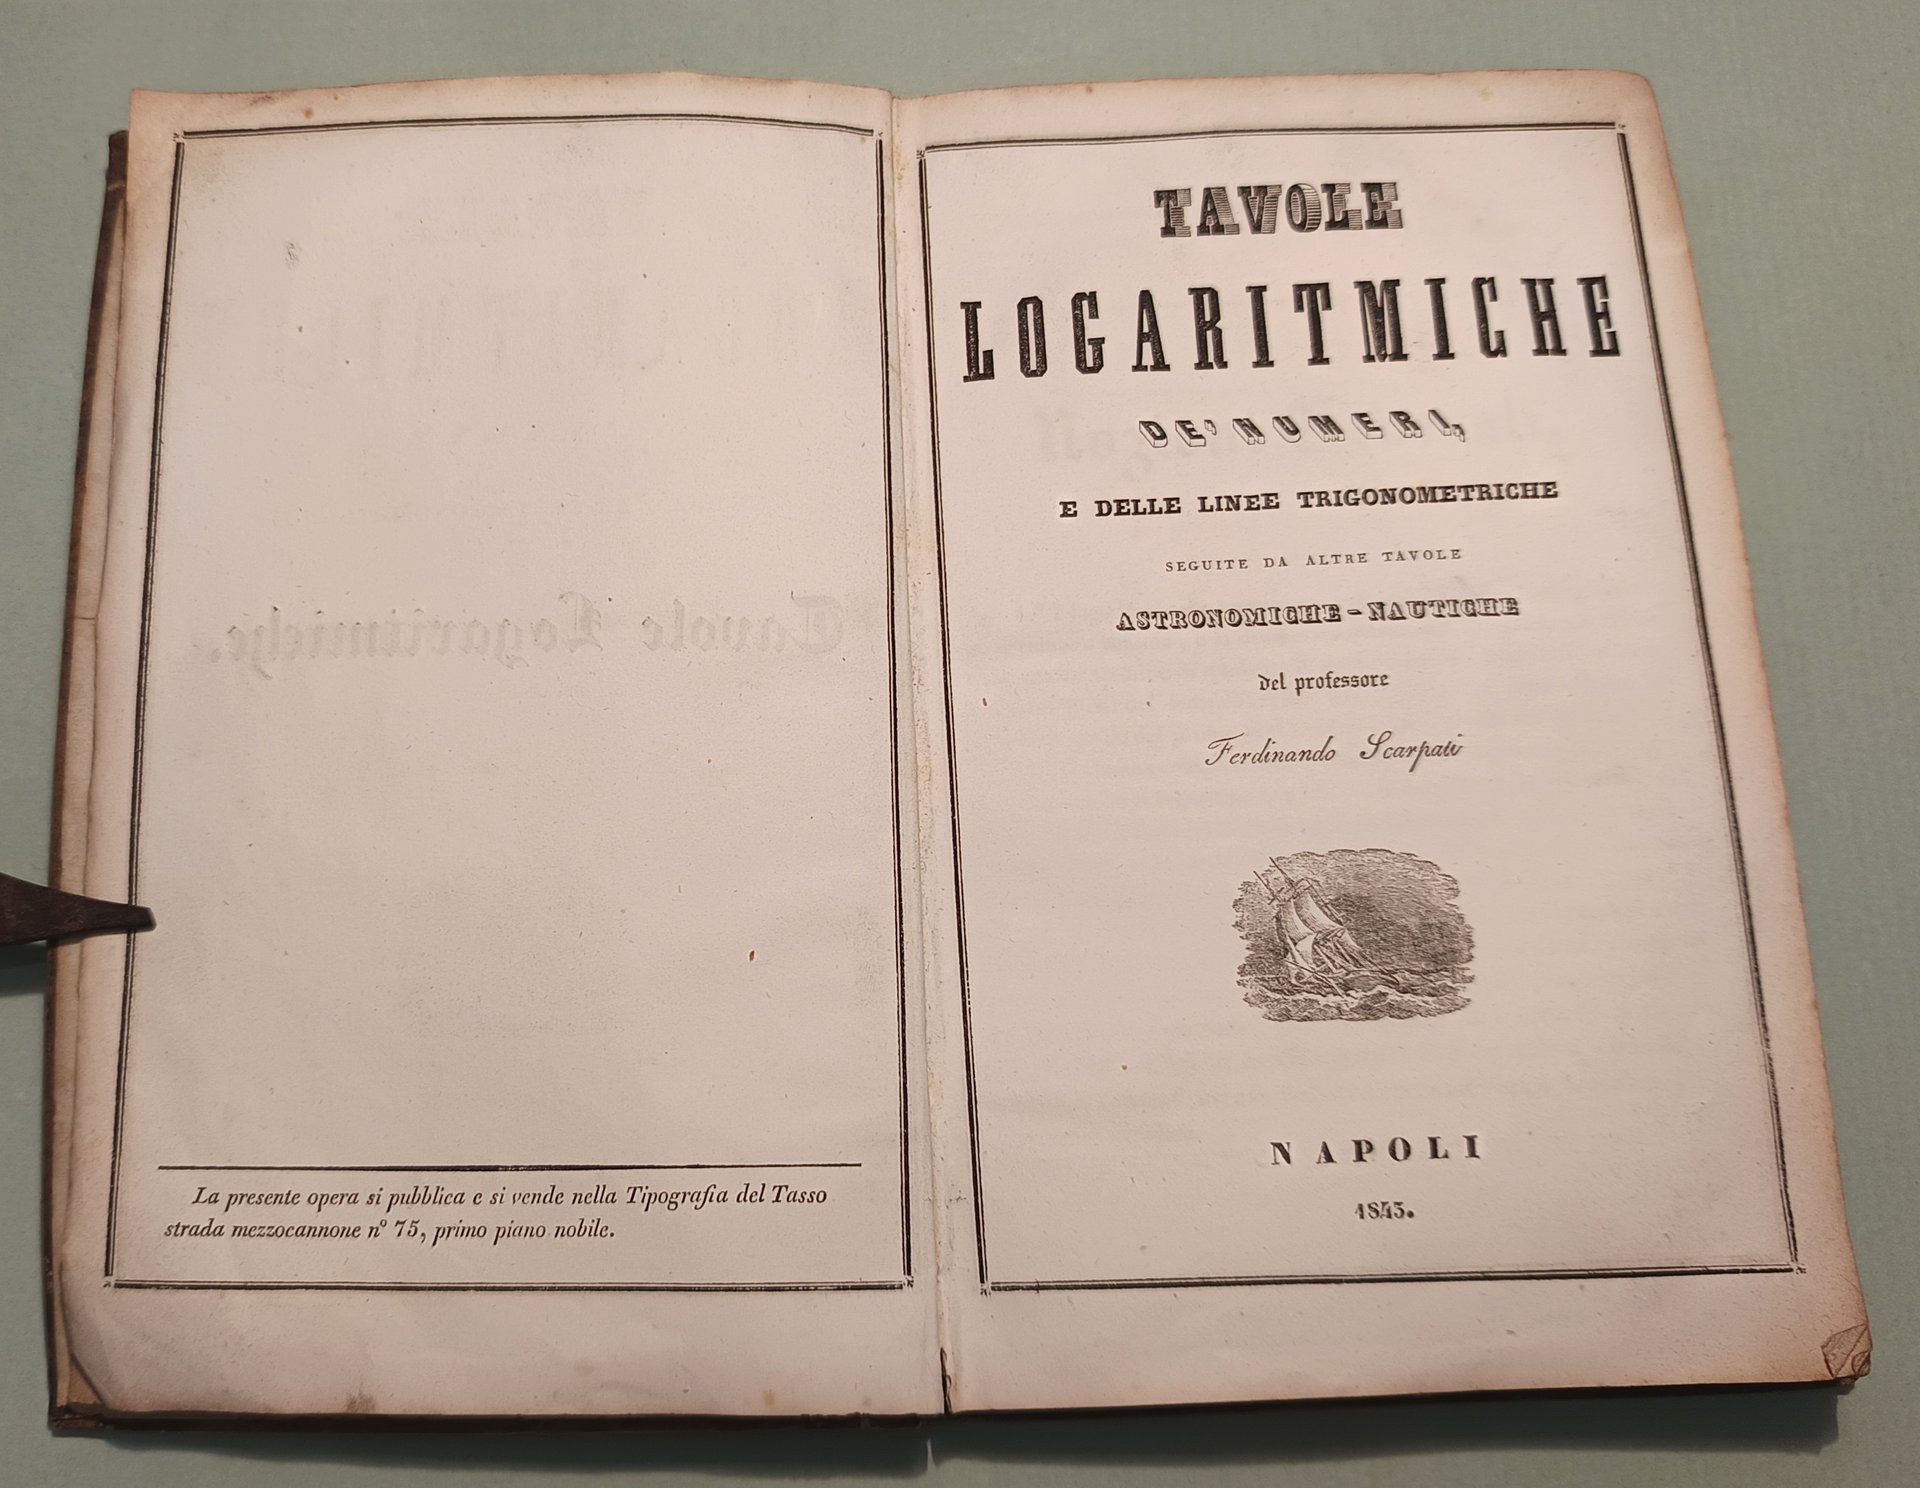 La presente opera si pubblica e si vende nella Tipografia del Tasso
strada mezzocannone n° 75, primo piano nobile.
TAVOLE
LOGARITMICHE
DE' NUMERI,
E DELLE LINEE TRIGONOMETRICHE
SEGUITE DA ALTRE TAVOLE
ASTRONOMICHE-NAUTICHE
del professore
Ferdinando Scarpati
NAPOLI
1843.